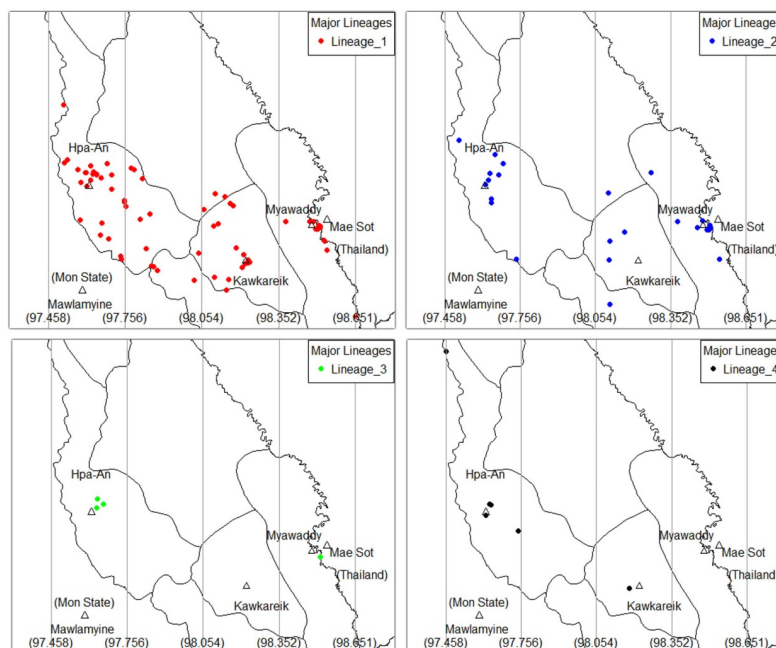 Major Lineages
Lineage_1
Hpa-An
Myawaddy
Mae Sot
(Thailand)
(Mon State)
Mawlamyine
Kawkareik
(97.458) (97.756) (98.054) (98.352) (98.651)
Major Lineages
Lineage_2
Hpa-An
Myawaddy
Mae Sot
(Thailand)
(Mon State)
Mawlamyine
Kawkareik
(97.458) (97.756) (98.054) (98.352) (98.651)
Major Lineages
Lineage_3
Hpa-An
Myawaddy
Mae Sot
(Thailand)
(Mon State)
Kawkareik
Mawlamyine
(97.458) (97.756) (98.054) (98.352) (98.651)
Major Lineages
Lineage_4
Hpa-An
Myawaddy
Mae Sot
(Thailand)
(Mon State)
Kawkareik
Mawlamyine
(97.458) (97.756) (98.054) (98.352) (98.651)